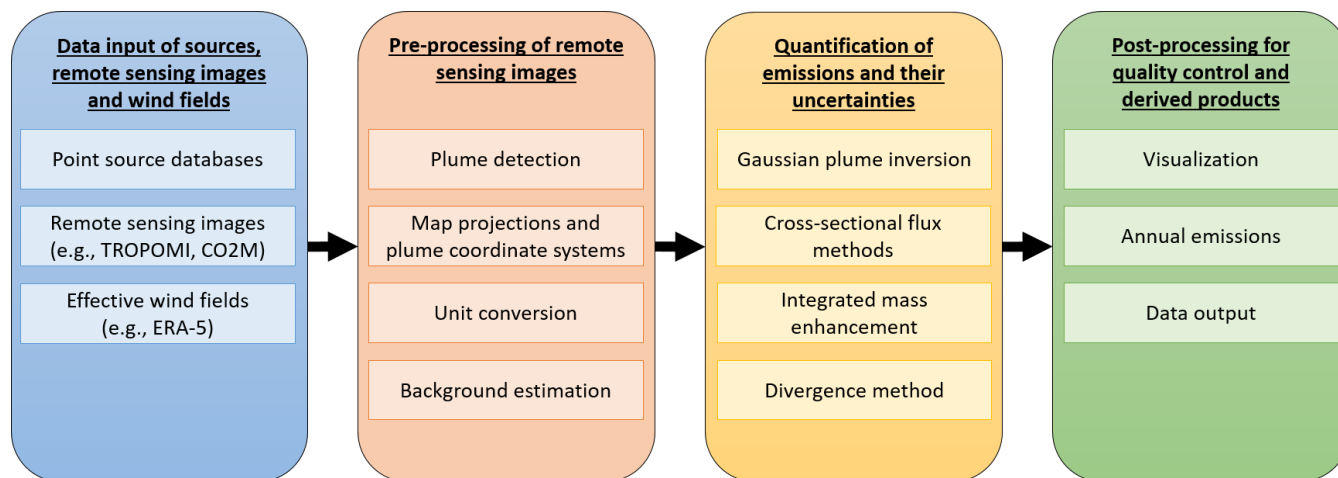 Data input of sources,
remote sensing images
and wind fields
Point source databases
Remote sensing images
(e.g., TROPOMI, CO2M)
Effective wind fields
(e.g., ERA-5)
Pre-processing of remote
sensing images
Plume detection
Map projections and
plume coordinate systems
Unit conversion
Background estimation
Quantification of
emissions and their
uncertainties
Gaussian plume inversion
Cross-sectional flux
methods
Integrated mass
enhancement
Divergence method
Post-processing for
quality control and
derived products
Visualization
Annual emissions
Data output